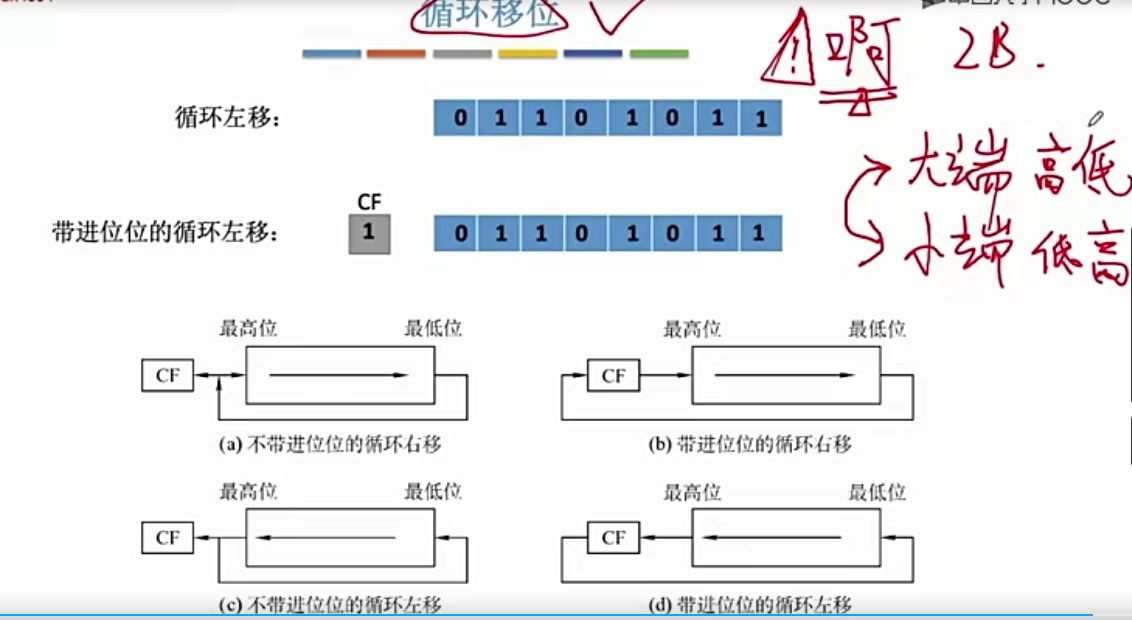 循环移位
啊 2B.
循环左移： 0 1 1 0 1 0 1 1
大端 高低
CF
带进位位的循环左移： 1 0 1 1 0 1 0 1 1
小端 低高
最高位 最低位 最高位 最低位
CF CF
(a) 不带进位位的循环右移 (b) 带进位位的循环右移
最高位 最低位 最高位 最低位
CF CF
(c) 不带进位位的循环左移 (d) 带进位位的循环左移